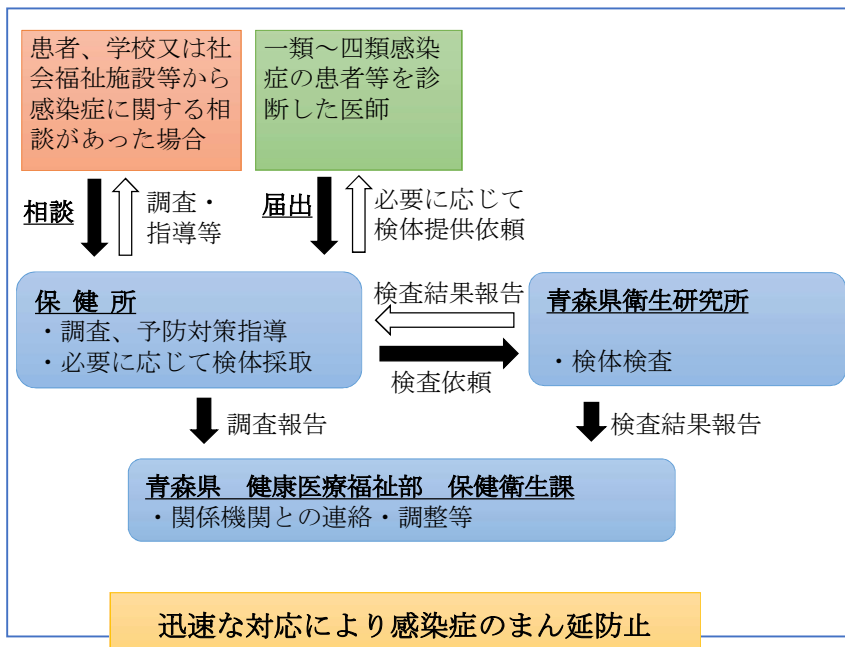 患者、学校又は社
会福祉施設等から
感染症に関する相
談があった場合
一類～四類感染
症の患者等を診
断した医師
相談
調査・
指導等
届出
必要に応じて
検体提供依頼
保 健 所
・調査、予防対策指導
・必要に応じて検体採取
検査結果報告
検査依頼
青森県衛生研究所
・検体検査
調査報告
検査結果報告
青森県　健康医療福祉部　保健衛生課
・関係機関との連絡・調整等
迅速な対応により感染症のまん延防止